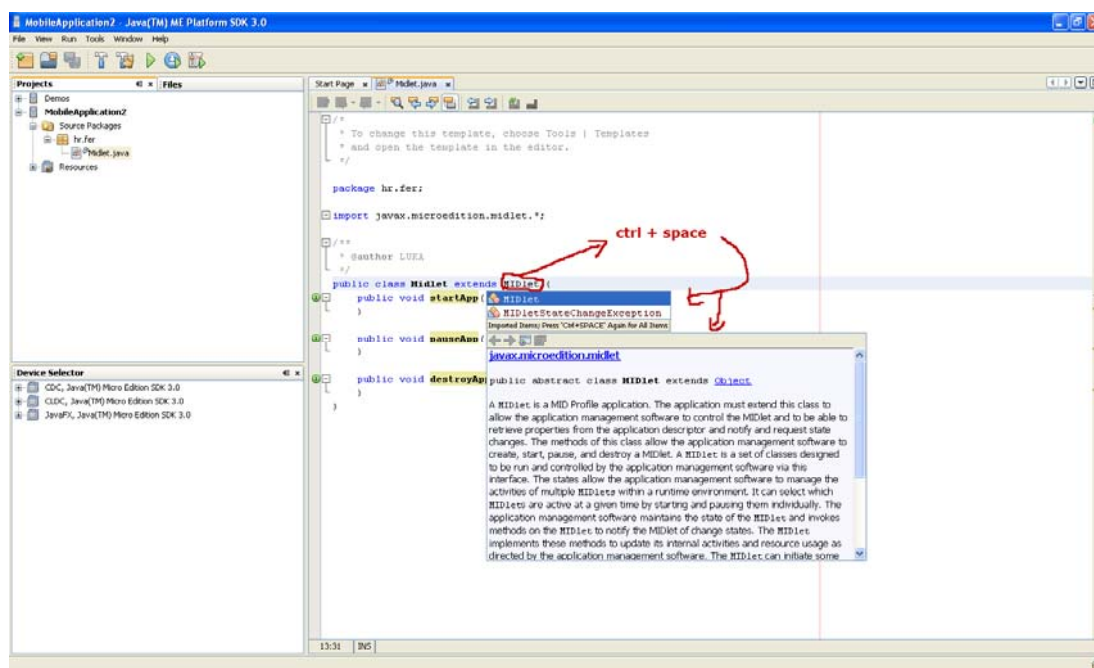 MobileApplication2 - Java(TM) ME Platform SDK 3.0
File View Run Tools Window Help
Projects
Files
Demos
MobileApplication2
Source Packages
hr.fer
Midlet.java
Resources
Device Selector
CDC, Java(TM) Micro Edition SDK 3.0
CLDC, Java(TM) Micro Edition SDK 3.0
JavaFX, Java(TM) Micro Edition SDK 3.0
Start Page
Midlet.java
/*
* To change this template, choose Tools | Templates
* and open the template in the editor.
*/
package hr.fer;
import javax.microedition.midlet.*;
ctrl + space
/**
* @author LUKA
*/
public class Midlet extends MIDlet {
public void startApp(
}
public void pauseApp(
}
public void destroyApp
}
}
MIDlet
MIDletStateChangeException
Imported Items; Press 'Ctrl+SPACE' Again for All Items
javax.microedition.midlet
public abstract class MIDlet extends Object
A MIDlet is a MID Profile application. The application must extend this class to
allow the application management software to control the MIDlet and to be able to
retrieve properties from the application descriptor and notify and request state
changes. The methods of this class allow the application management software to
create, start, pause, and destroy a MIDlet. A MIDlet is a set of classes designed
to be run and controlled by the application management software via this
interface. The states allow the application management software to manage the
activities of multiple MIDlets within a runtime environment. It can select which
MIDlets are active at a given time by starting and pausing them individually. The
application management software maintains the state of the MIDlet and invokes
methods on the MIDlet to notify the MIDlet of change states. The MIDlet
implements these methods to update its internal activities and resource usage as
directed by the application management software. The MIDlet can initiate some
13:31 INS